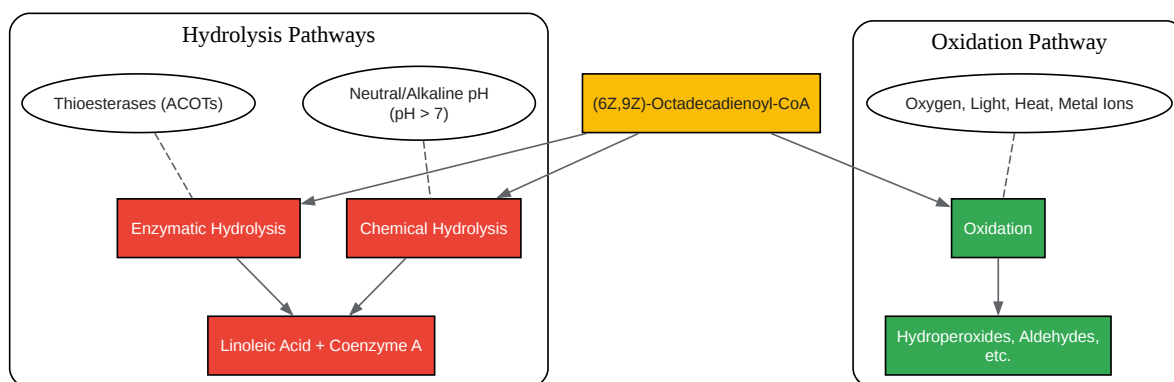 Hydrolysis Pathways
Oxidation Pathway
Thioesterases (ACOTs)
Neutral/Alkaline pH
(pH > 7)
(6Z,9Z)-Octadecadienoyl-CoA
Oxygen, Light, Heat, Metal Ions
Enzymatic Hydrolysis
Chemical Hydrolysis
Oxidation
Linoleic Acid + Coenzyme A
Hydroperoxides, Aldehydes,
etc.